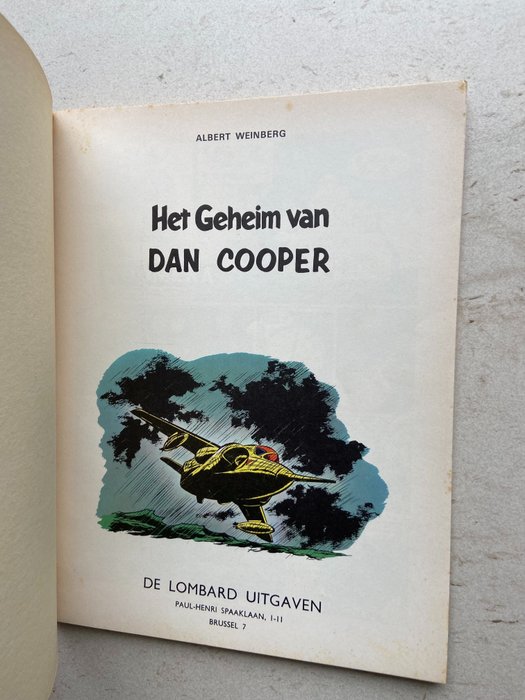 ALBERT WEINBERG
Het Geheim van
DAN COOPER
DE LOMBARD UITGAVEN
PAUL-HENRI SPAAKLAAN, 1-11
BRUSSEL 7